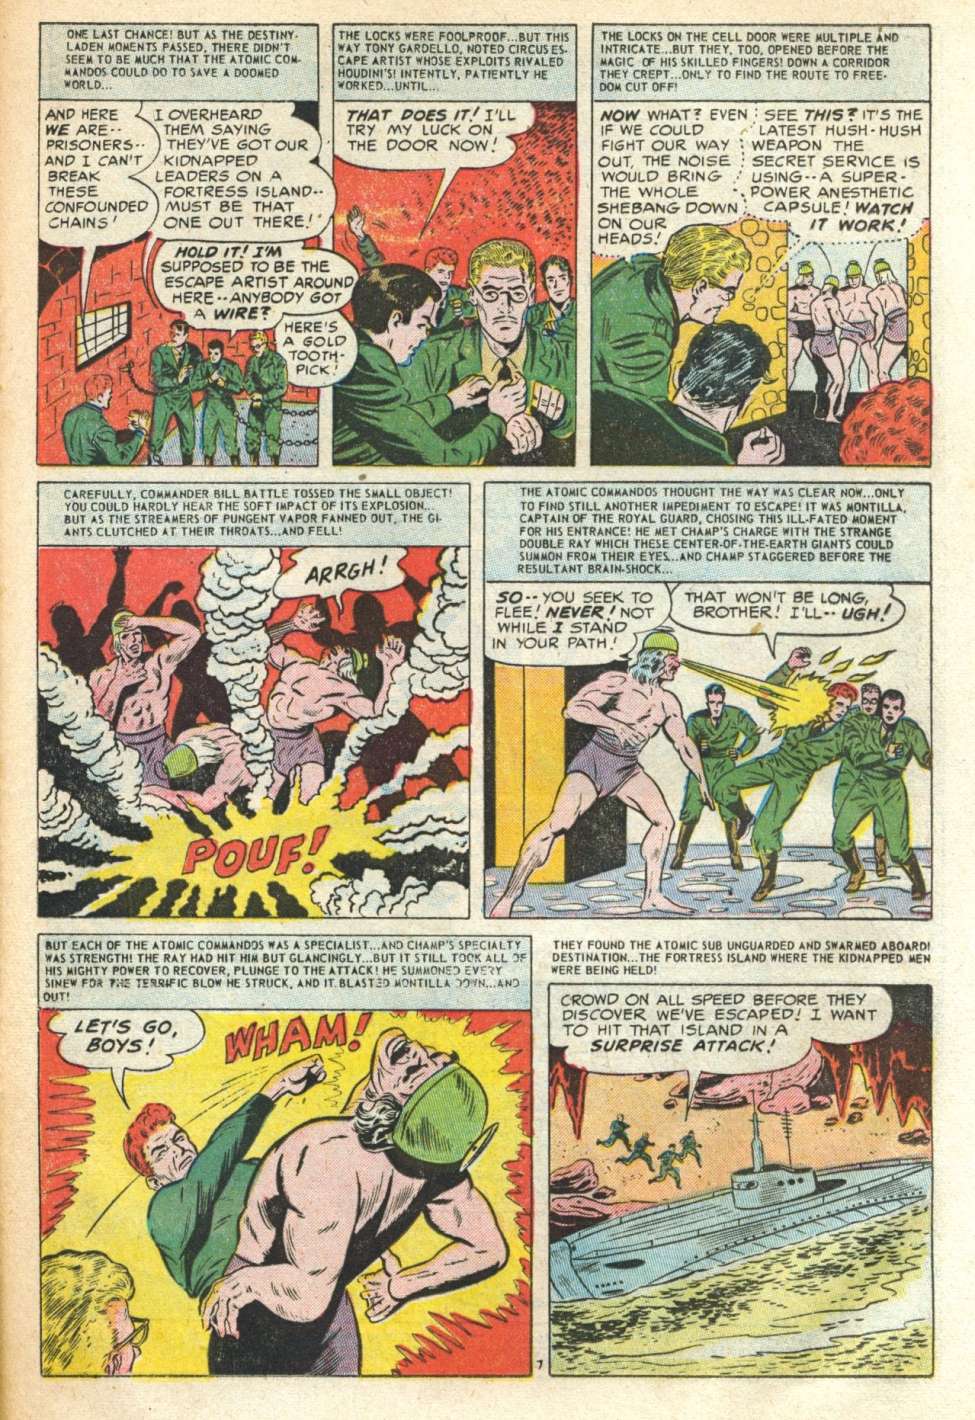 ONE LAST CHANCE! BUT AS THE DESTINY-
LADEN MOMENTS PASSED, THERE DIDN'T
SEEM TO BE MUCH THAT THE ATOMIC COM-
MANDOS COULD DO TO SAVE A DOOMED
WORLD...
AND HERE
WE ARE--
PRISONERS--
AND I CAN'T
BREAK
THESE
CONFOUNDED
CHAINS!
I OVERHEARD
THEM SAYING
THEY'VE GOT OUR
KIDNAPPED
LEADERS ON A
FORTRESS ISLAND--
MUST BE THAT
ONE OUT THERE!
HOLD IT! I'M
SUPPOSED TO BE THE
ESCAPE ARTIST AROUND
HERE--ANYBODY GOT
A WIRE?
HERE'S
A GOLD
TOOTH-
PICK!
THE LOCKS WERE FOOLPROOF...BUT THIS
WAY TONY GARDELLO, NOTED CIRCUS ES-
CAPE ARTIST WHOSE EXPLOITS RIVALED
HOUDINI'S! INTENTLY, PATIENTLY HE
WORKED...UNTIL...
THAT DOES IT! I'LL
TRY MY LUCK ON
THE DOOR NOW!
THE LOCKS ON THE CELL DOOR WERE MULTIPLE AND
INTRICATE...BUT THEY, TOO, OPENED BEFORE THE
MAGIC OF HIS SKILLED FINGERS! DOWN A CORRIDOR
THEY CREPT...ONLY TO FIND THE ROUTE TO FREE-
DOM CUT OFF!
NOW WHAT? EVEN
IF WE COULD
FIGHT OUR WAY
OUT, THE NOISE
WOULD BRING
THE WHOLE
SHEBANG DOWN
ON OUR
HEADS!
SEE THIS? IT'S THE
LATEST HUSH-HUSH
WEAPON THE
SECRET SERVICE IS
USING--A SUPER-
POWER ANESTHETIC
CAPSULE! WATCH
IT WORK!
CAREFULLY, COMMANDER BILL BATTLE TOSSED THE SMALL OBJECT!
YOU COULD HARDLY HEAR THE SOFT IMPACT OF ITS EXPLOSION...
BUT AS THE STREAMERS OF PUNGENT VAPOR FANNED OUT, THE GI-
ANTS CLUTCHED AT THEIR THROATS...AND FELL!
ARRGH!
POUF!
THE ATOMIC COMMANDOS THOUGHT THE WAY WAS CLEAR NOW...ONLY
TO FIND STILL ANOTHER IMPEDIMENT TO ESCAPE! IT WAS MONTILLA,
CAPTAIN OF THE ROYAL GUARD, CHOSING THIS ILL-FATED MOMENT
FOR HIS ENTRANCE! HE MET CHAMP'S CHARGE WITH THE STRANGE
DOUBLE RAY WHICH THESE CENTER-OF-THE-EARTH GIANTS COULD
SUMMON FROM THEIR EYES...AND CHAMP STAGGERED BEFORE THE
RESULTANT BRAIN-SHOCK...
SO--YOU SEEK TO
FLEE! NEVER! NOT
WHILE I STAND
IN YOUR PATH!
THAT WON'T BE LONG,
BROTHER! I'LL--UGH!
BUT EACH OF THE ATOMIC COMMANDOS WAS A SPECIALIST...AND CHAMP'S SPECIALTY
WAS STRENGTH! THE RAY HAD HIT HIM BUT GLANCINGLY...BUT IT STILL TOOK ALL OF
HIS MIGHTY POWER TO RECOVER, PLUNGE TO THE ATTACK! HE SUMMONED EVERY
SINEW FOR THE TERRIFIC BLOW HE STRUCK, AND IT BLASTED MONTILLA DOWN...AND
OUT!
LET'S GO,
BOYS!
WHAM!
7
THEY FOUND THE ATOMIC SUB UNGUARDED AND SWARMED ABOARD!
DESTINATION...THE FORTRESS ISLAND WHERE THE KIDNAPPED MEN
WERE BEING HELD!
CROWD ON ALL SPEED BEFORE THEY
DISCOVER WE'VE ESCAPED! I WANT
TO HIT THAT ISLAND IN A
SURPRISE ATTACK!